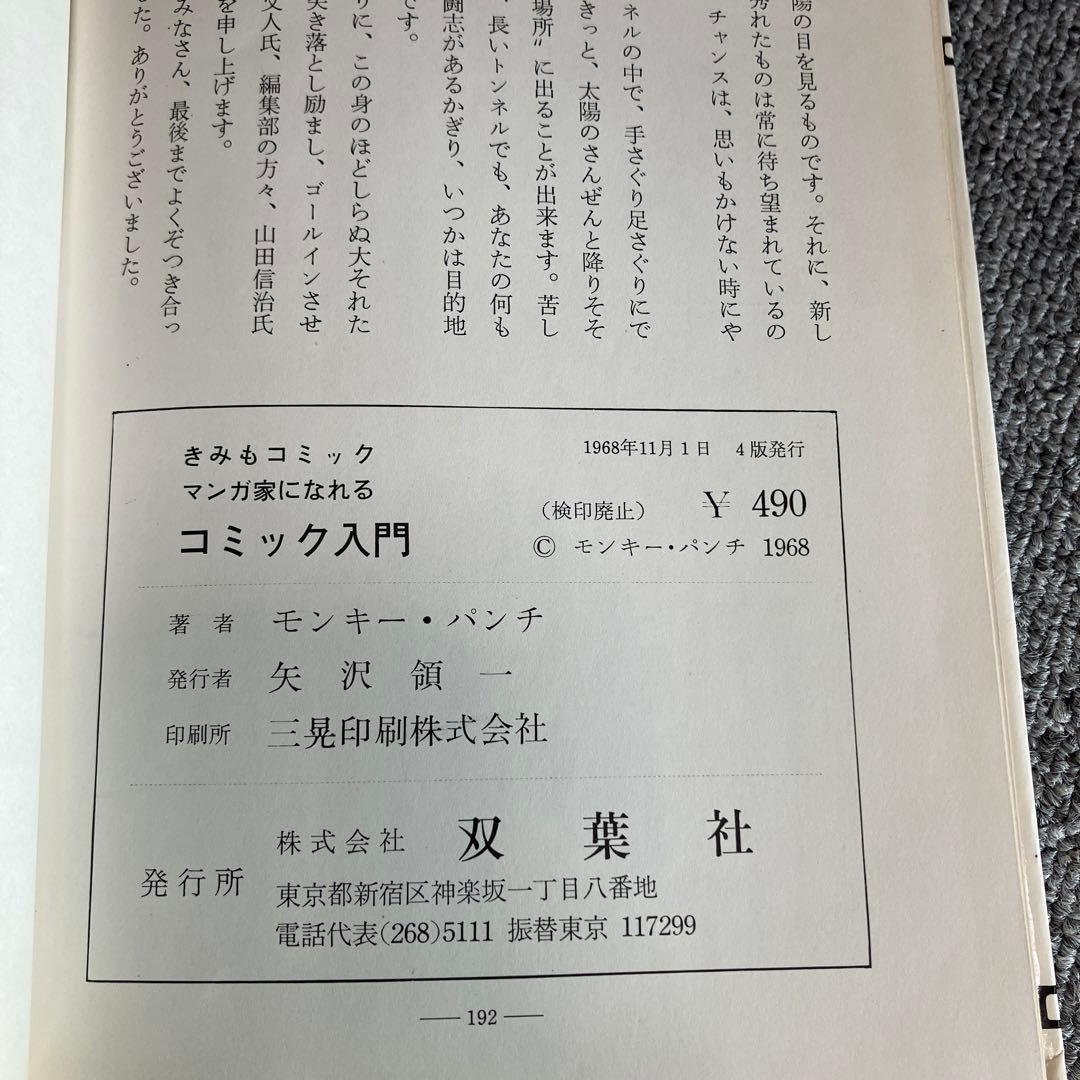 陽の目を見るものです。それに、新し
秀れたものは常に待ち望まれているの
チャンスは、思いもかけない時にや
ネルの中で、手さぐり足さぐりにで
きっと、太陽のさんぜんと降りそそ
場所〟に出ることが出来ます。苦し
、長いトンネルでも、あなたの何も
闘志があるかぎり、いつかは目的地
です。
りに、この身のほどしらぬ大それた
突き落とし励まし、ゴールインさせ
文人氏、編集部の方々、山田信治氏
を申し上げます。
みなさん、最後までよくぞつき合っ
した。ありがとうございました。
きみもコミック
マンガ家になれる
コミック入門
1968年11月1日 4版発行
(検印廃止) ¥ 490
© モンキー・パンチ 1968
著者 モンキー・パンチ
発行者 矢沢領一
印刷所 三晃印刷株式会社
発行所 株式会社 双葉社
東京都新宿区神楽坂一丁目八番地
電話代表(268)5111 振替東京 117299
— 192 —